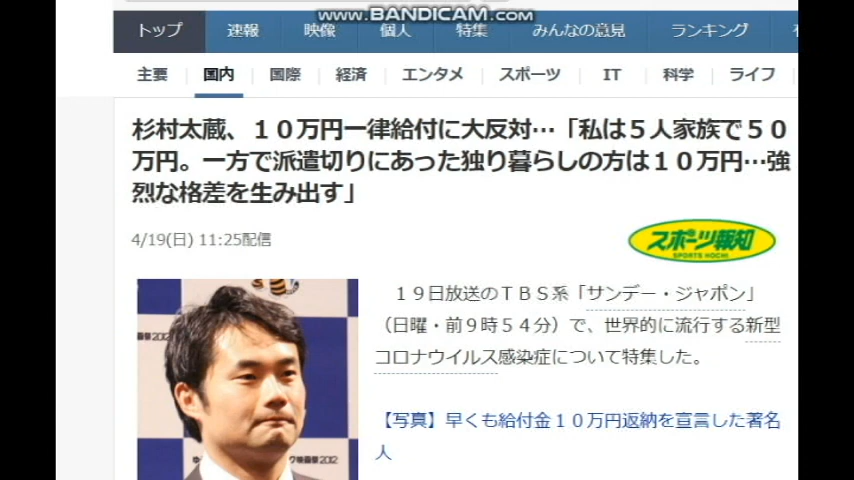 www.BANDICAM.com
トップ 速報 映像 個人 特集 みんなの意見 ランキング
主要 国内 国際 経済 エンタメ スポーツ IT 科学 ライフ
杉村太蔵、１０万円一律給付に大反対…「私は５人家族で５０
万円。一方で派遣切りにあった独り暮らしの方は１０万円…強
烈な格差を生み出す」
4/19(日) 11:25配信
スポーツ報知
SPORTS HOCHI
１９日放送のＴＢＳ系「サンデー・ジャポン」
（日曜・前９時５４分）で、世界的に流行する新型
コロナウイルス感染症について特集した。
【写真】早くも給付金１０万円返納を宣言した著名
人
映画祭2012